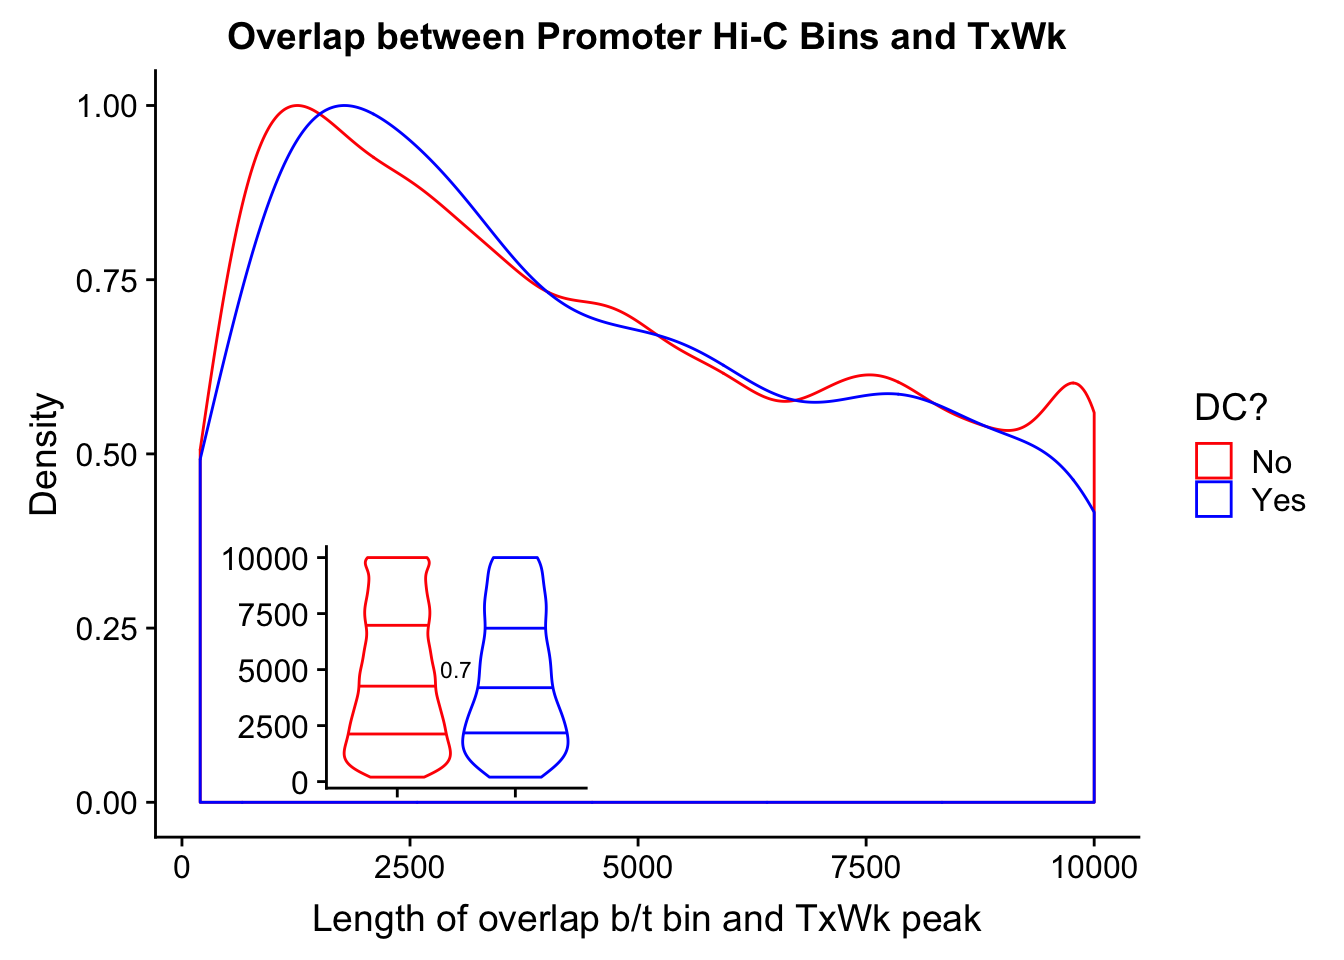 Overlap between Promoter Hi-C Bins and TxWk
1.00
0.75
0.50
0.25
0.00
Density
10000
7500
5000
2500
0
0.7
DC?
No
Yes
0 2500 5000 7500 10000
Length of overlap b/t bin and TxWk peak